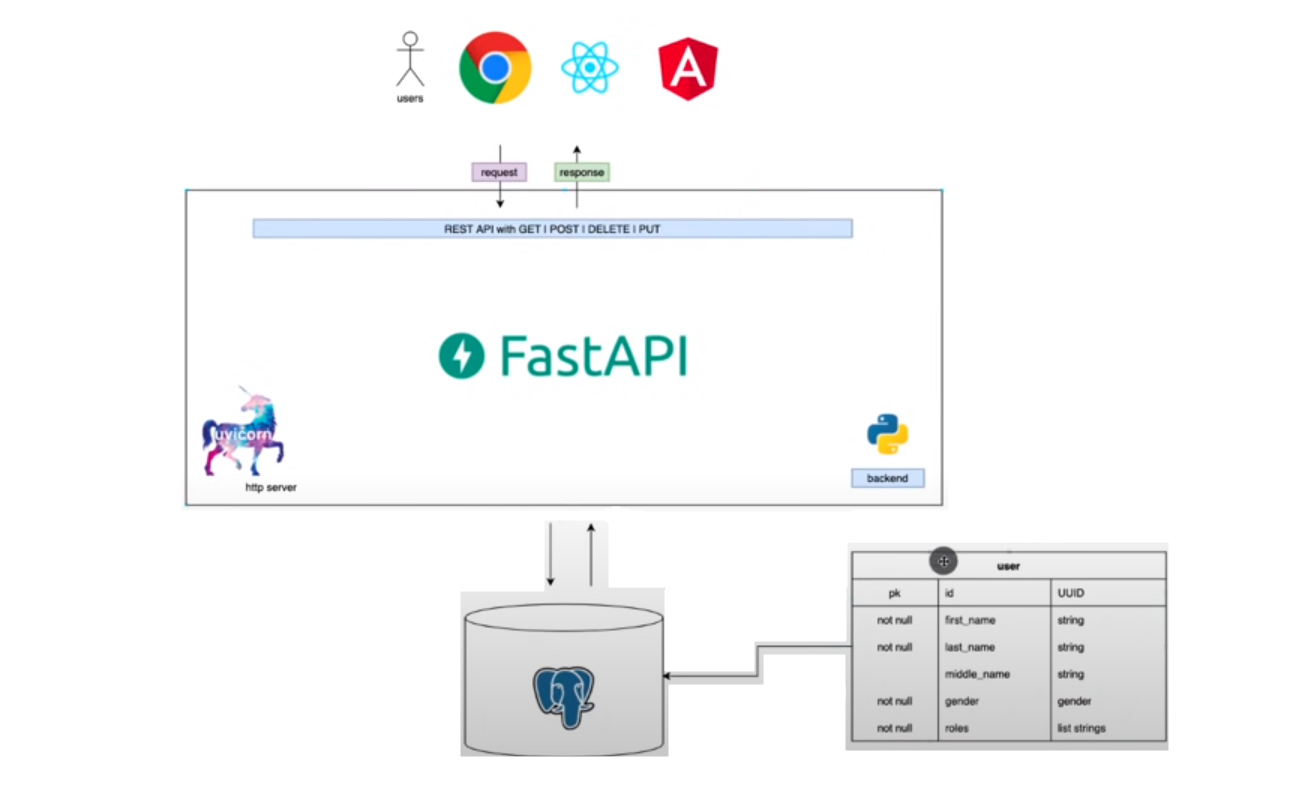 users
request
response
REST API with GET | POST | DELETE | PUT
FastAPI
uvicorn
http server
backend
user
pk id UUID
not null first_name string
not null last_name string
middle_name string
not null gender gender
not null roles list strings